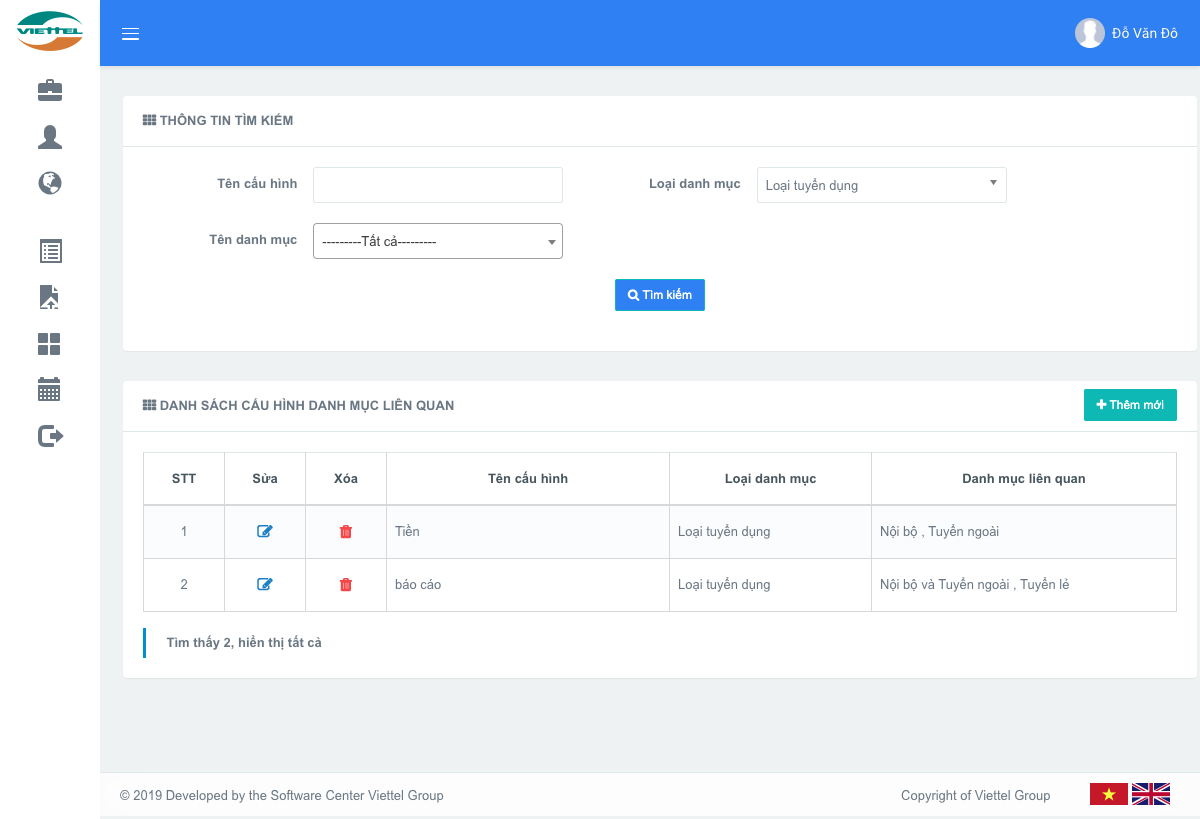 VIETTEL
Đỗ Văn Đô
THÔNG TIN TÌM KIẾM
Tên cấu hình
Loại danh mục
Loại tuyển dụng
Tên danh mục
---------Tất cả---------
Tìm kiếm
DANH SÁCH CẤU HÌNH DANH MỤC LIÊN QUAN
Thêm mới
STT Sửa Xóa Tên cấu hình Loại danh mục Danh mục liên quan
1 Tiền Loại tuyển dụng Nội bộ , Tuyển ngoài
2 báo cáo Loại tuyển dụng Nội bộ và Tuyển ngoài , Tuyển lẻ
Tìm thấy 2, hiển thị tất cả
© 2019 Developed by the Software Center Viettel Group
Copyright of Viettel Group